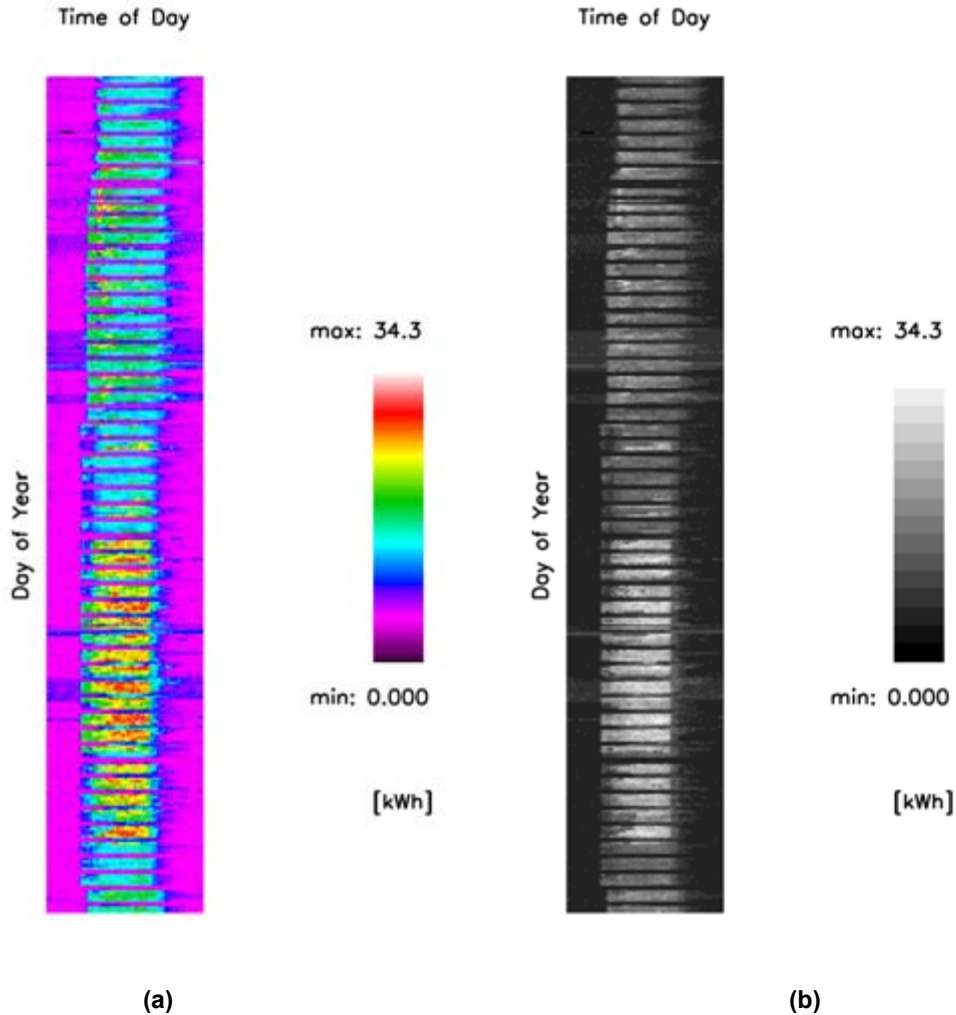 Time of Day
Time of Day
max: 34.3
max: 34.3
Day of Year
Day of Year
min: 0.000
min: 0.000
[kWh]
[kWh]
(a)
(b)